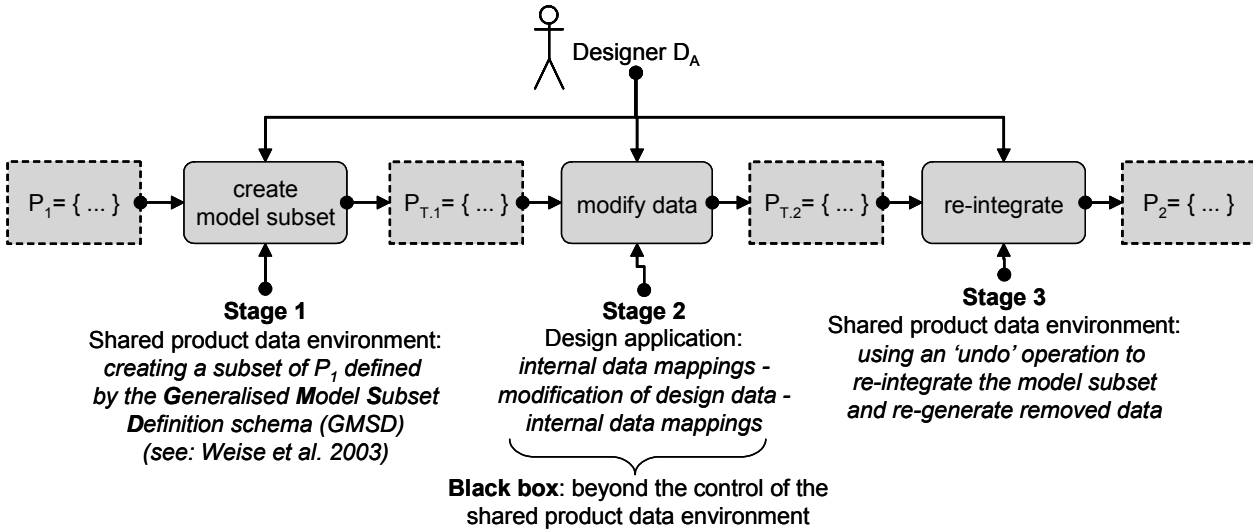 Designer D_A
P_1= { ... }
create
model subset
P_T.1= { ... }
modify data
P_T.2= { ... }
re-integrate
P_2= { ... }
Stage 1
Shared product data environment:
creating a subset of P_1 defined
by the Generalised Model Subset
Definition schema (GMSD)
(see: Weise et al. 2003)
Stage 2
Design application:
internal data mappings -
modification of design data -
internal data mappings
Stage 3
Shared product data environment:
using an ‘undo’ operation to
re-integrate the model subset
and re-generate removed data
Black box: beyond the control of the
shared product data environment